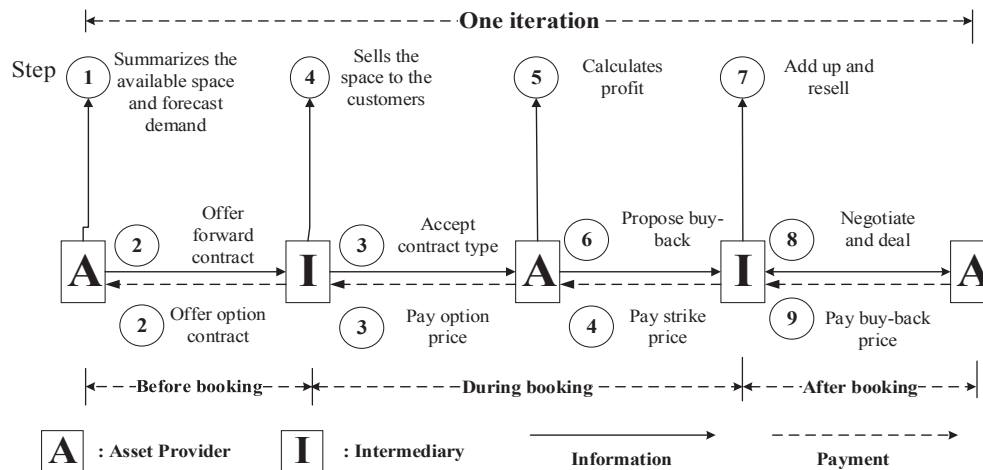 One iteration
Step
1
Summarizes the
available space
and forecast
demand
4
Sells the
space to the
customers
5
Calculates
profit
7
Add up and
resell
2
Offer
forward
contract
3
Accept
contract type
6
Propose buy-
back
8
Negotiate
and deal
A
I
A
I
A
2
Offer option
contract
3
Pay option
price
4
Pay strike
price
9
Pay buy-back
price
Before booking
During booking
After booking
A : Asset Provider
I : Intermediary
Information
Payment